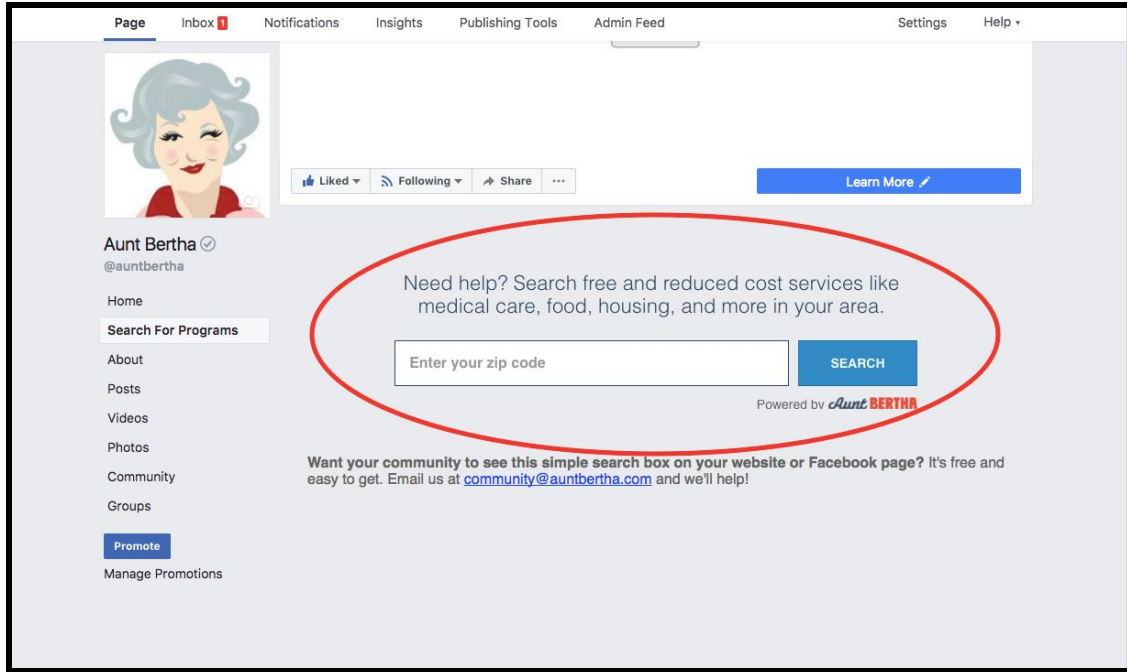 Page Inbox 1 Notifications Insights Publishing Tools Admin Feed Settings Help
Liked Following Share ...
Learn More
Aunt Bertha
@auntbertha
Home
Search For Programs
About
Posts
Videos
Photos
Community
Groups
Promote
Manage Promotions
Need help? Search free and reduced cost services like
medical care, food, housing, and more in your area.
Enter your zip code
SEARCH
Powered by Aunt BERTHA
Want your community to see this simple search box on your website or Facebook page? It's free and
easy to get. Email us at community@auntbertha.com and we'll help!